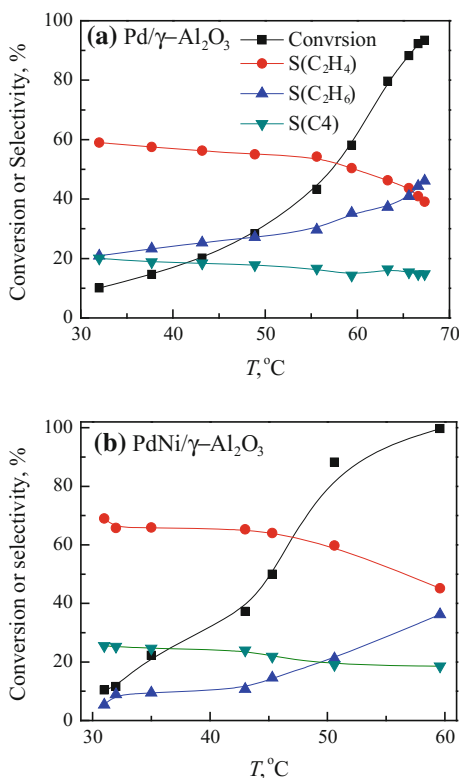 (a) Pd/γ–Al₂O₃
Convrsion
S(C₂H₄)
S(C₂H₆)
S(C4)
Conversion or Selectivity, %
100
80
60
40
20
0
30 40 50 60 70
T, °C
(b) PdNi/γ–Al₂O₃
Conversion or selectivity, %
100
80
60
40
20
0
30 40 50 60
T, °C